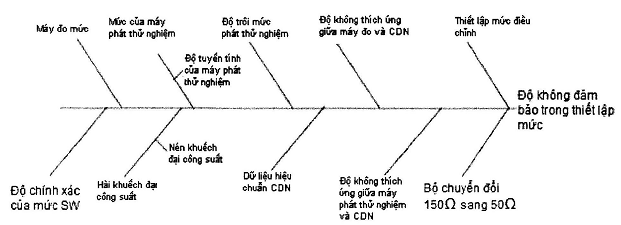 Máy đo mức
Mức của máy
phát thử nghiệm
Độ tuyến tính
của máy phát
thử nghiệm
Độ trôi mức
phát thử nghiệm
Độ không thích ứng
giữa máy đo và CDN
Thiết lập mức điều
chỉnh
Độ không đảm
bảo trong thiết lập
mức
Độ chính xác
của mức SW
Hài khuếch đại
công suất
Nén khuếch
đại công suất
Dữ liệu hiệu
chuẩn CDN
Độ không thích
ứng giữa máy
phát thử nghiệm
và CDN
Bộ chuyển đổi
150Ω sang 50Ω